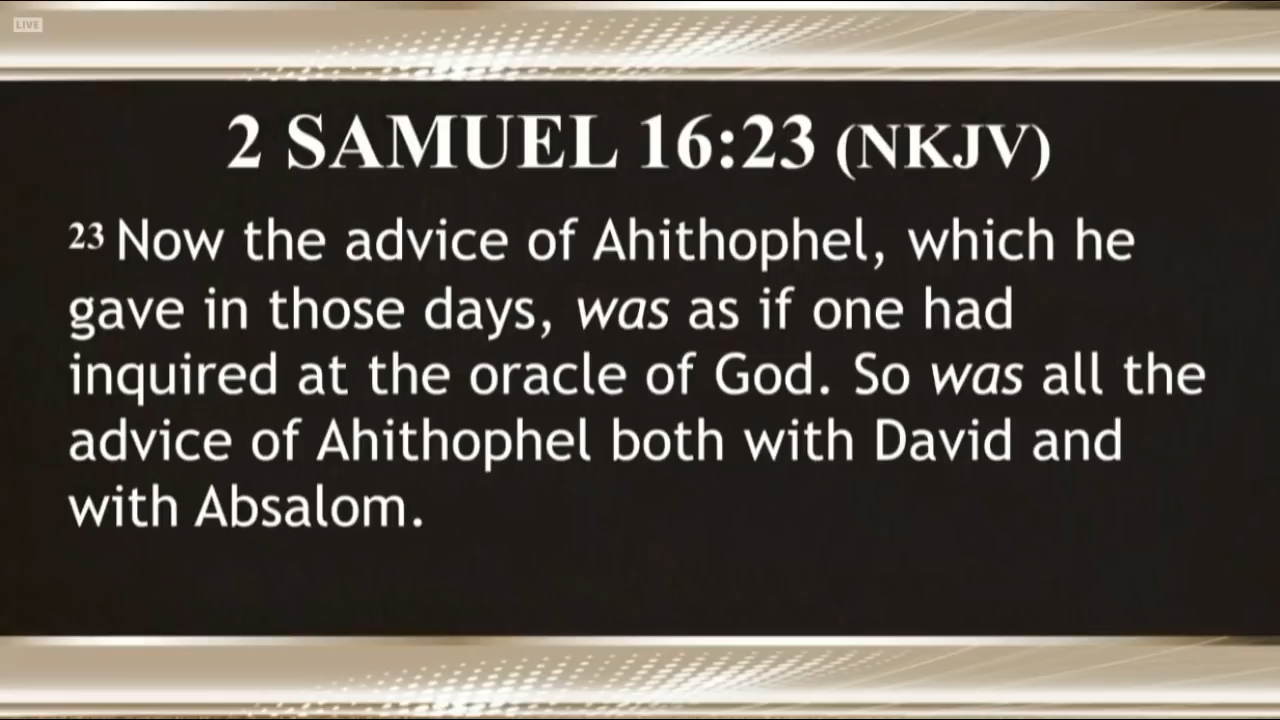 LIVE
2 SAMUEL 16:23 (NKJV)
23 Now the advice of Ahithophel, which he
gave in those days, was as if one had
inquired at the oracle of God. So was all the
advice of Ahithophel both with David and
with Absalom.